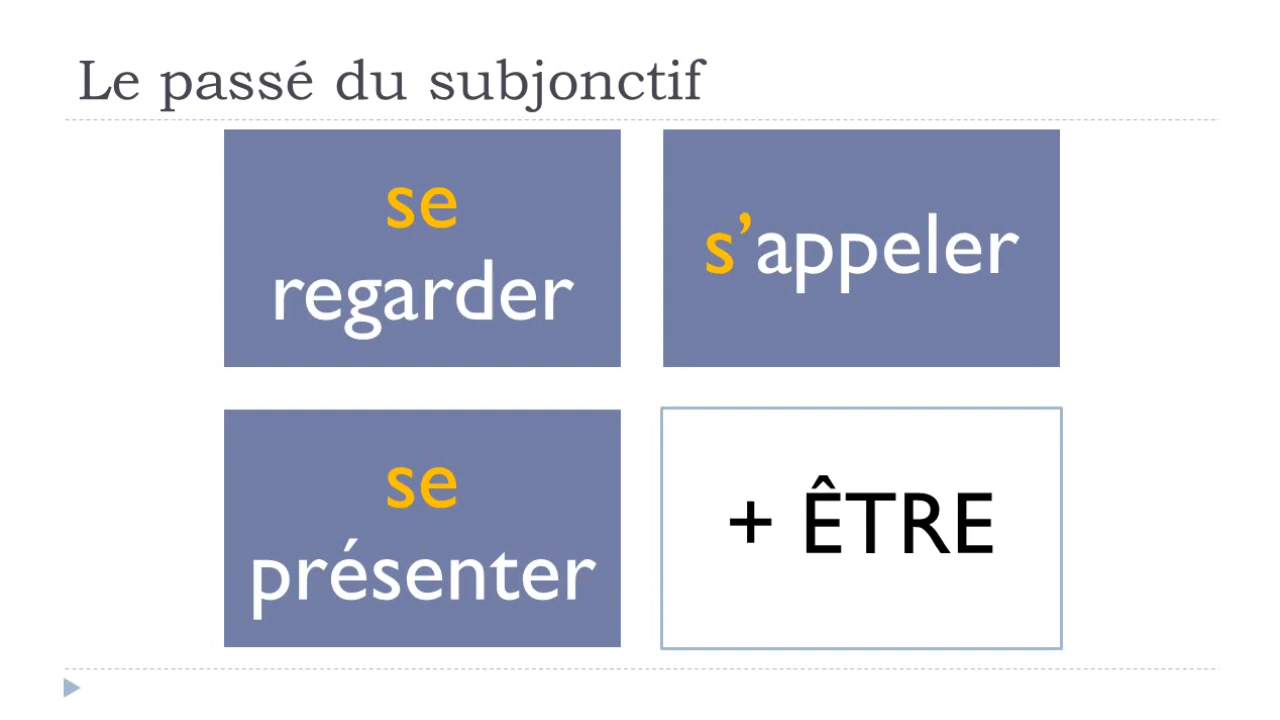 Le passé du subjonctif
se
regarder
s’appeler
se
présenter
+ ÊTRE